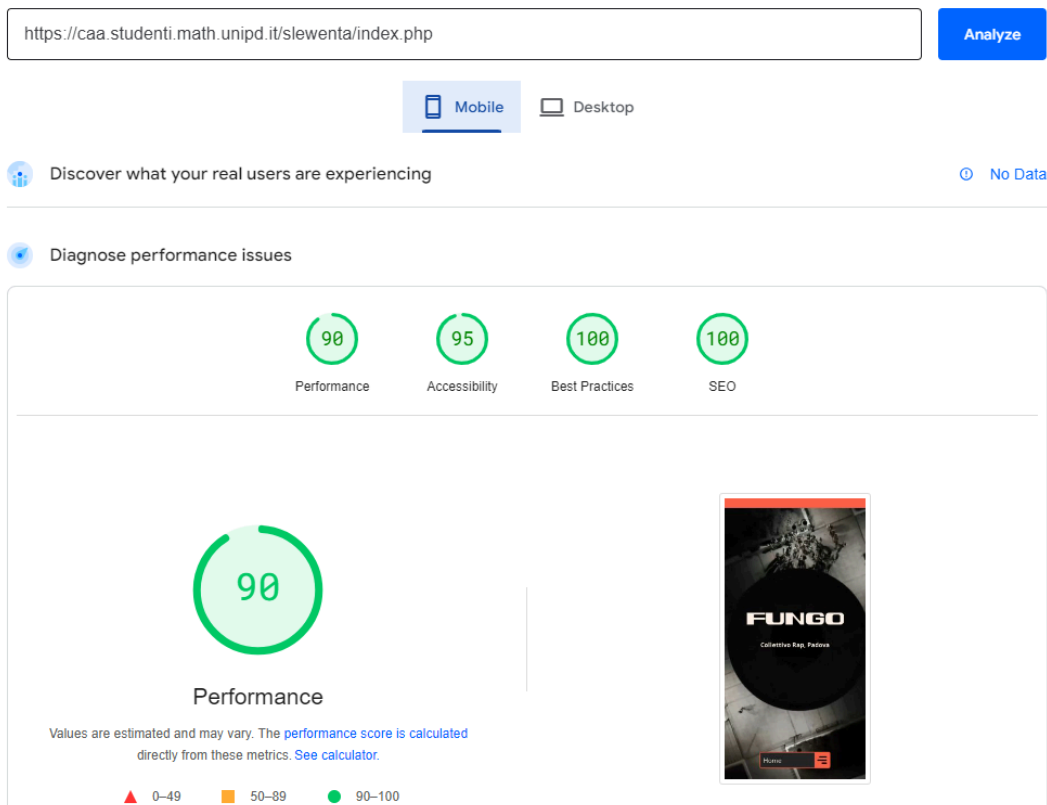 https://caa.studenti.math.unipd.it/slewenta/index.php
Analyze
Mobile
Desktop
Discover what your real users are experiencing
No Data
Diagnose performance issues
90
95
100
100
Performance
Accessibility
Best Practices
SEO
90
FUNGO
Collettivo Rap, Padova
Performance
Values are estimated and may vary. The performance score is calculated
directly from these metrics. See calculator.
Home
0–49
50–89
90–100